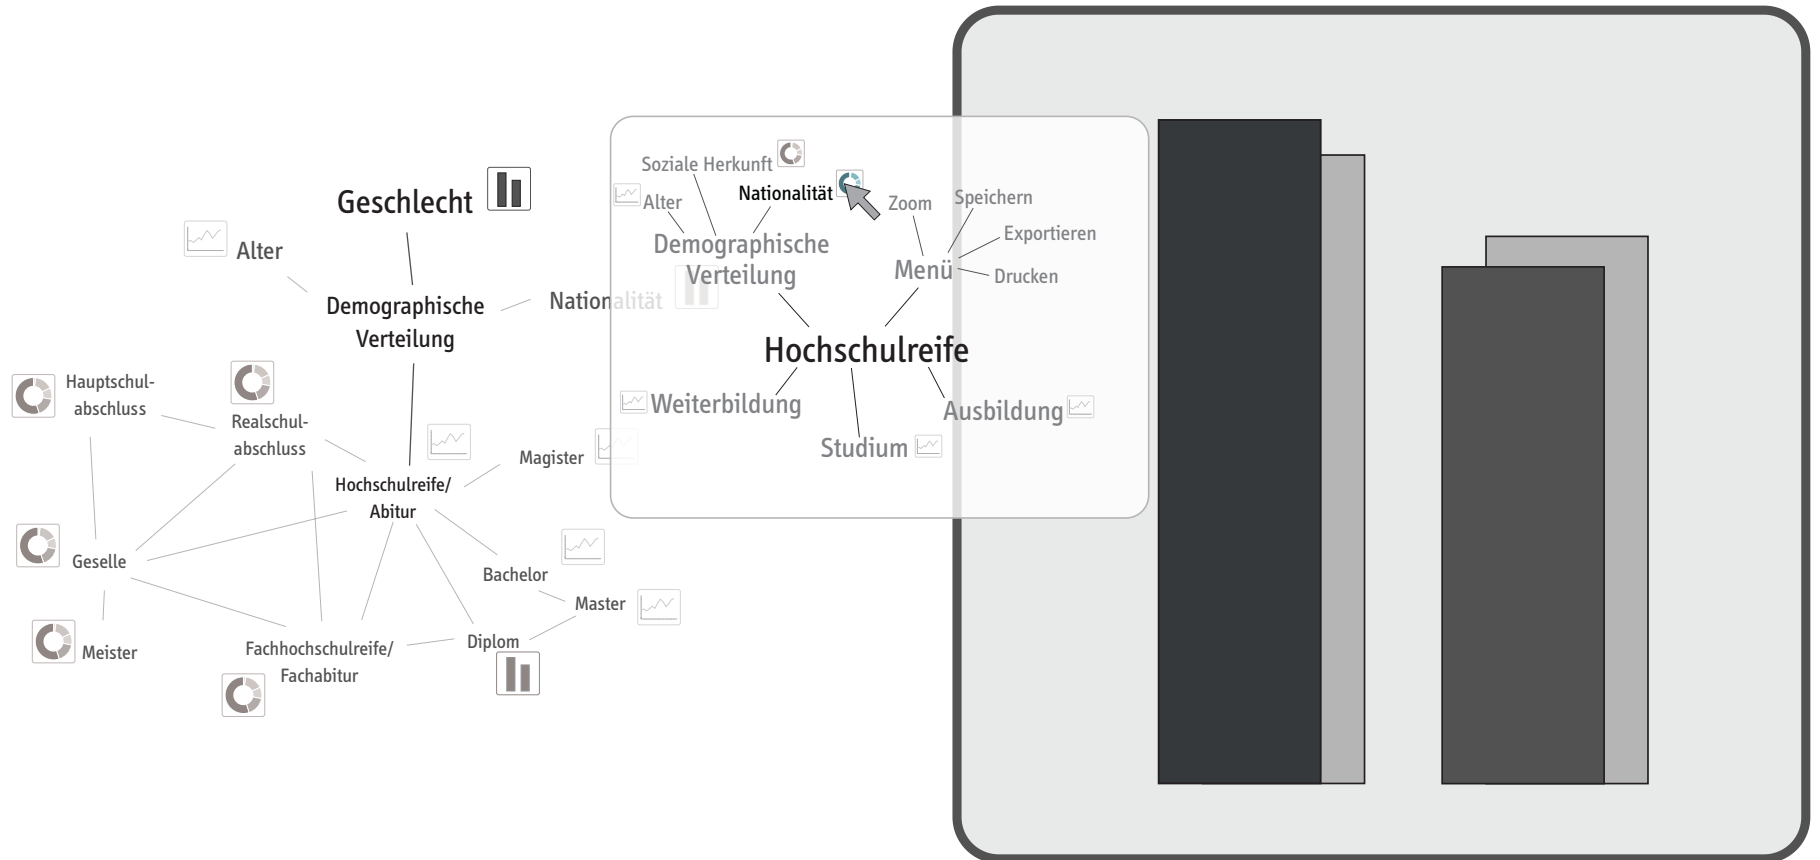 Geschlecht
Alter
Demographische
Verteilung
Nationalität
Hauptschul-
abschluss
Realschul-
abschluss
Hochschulreife/
Abitur
Magister
Geselle
Bachelor
Master
Meister
Fachhochschulreife/
Fachabitur
Diplom
Soziale Herkunft
Alter
Nationalität
Demographische
Verteilung
Zoom
Speichern
Exportieren
Menü
Drucken
Hochschulreife
Weiterbildung
Ausbildung
Studium